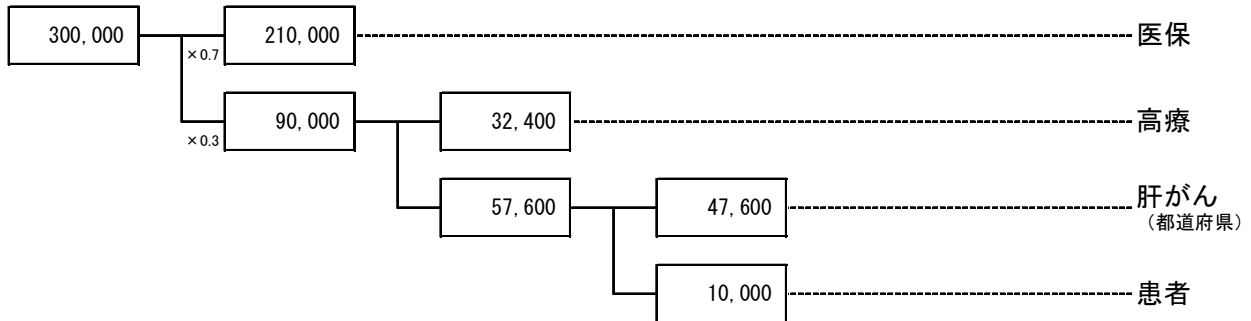 300,000 210,000 医保
×0.7
90,000 32,400 高療
×0.3
57,600 47,600 肝がん
（都道府県）
10,000 患者